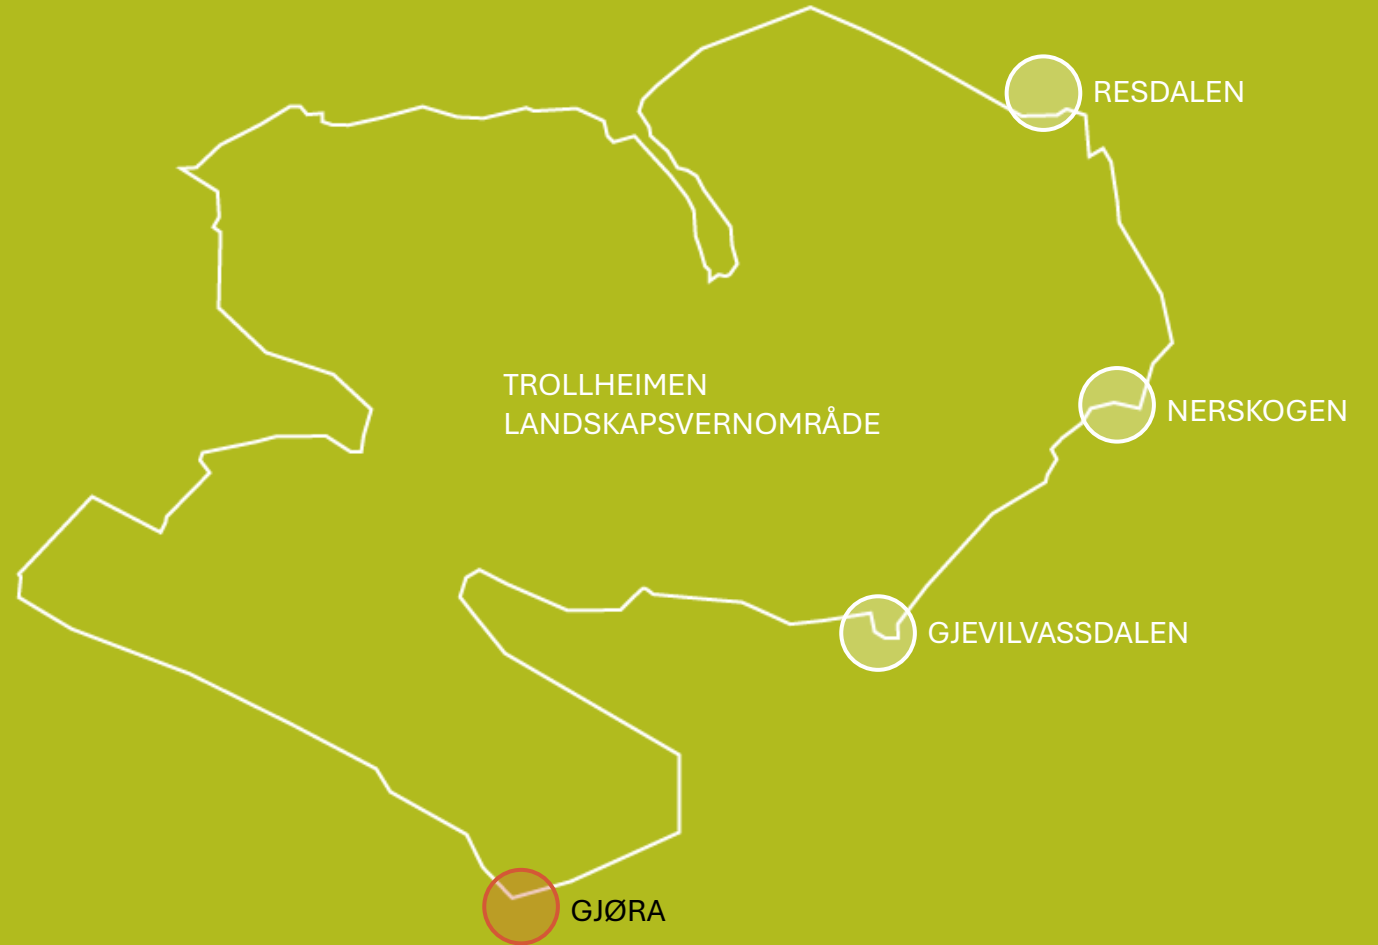 RESDALEN
TROLLHEIMEN
LANDSKAPSVERNOMRÅDE
NERSKOGEN
GJEVILVASSDALEN
GJØRA